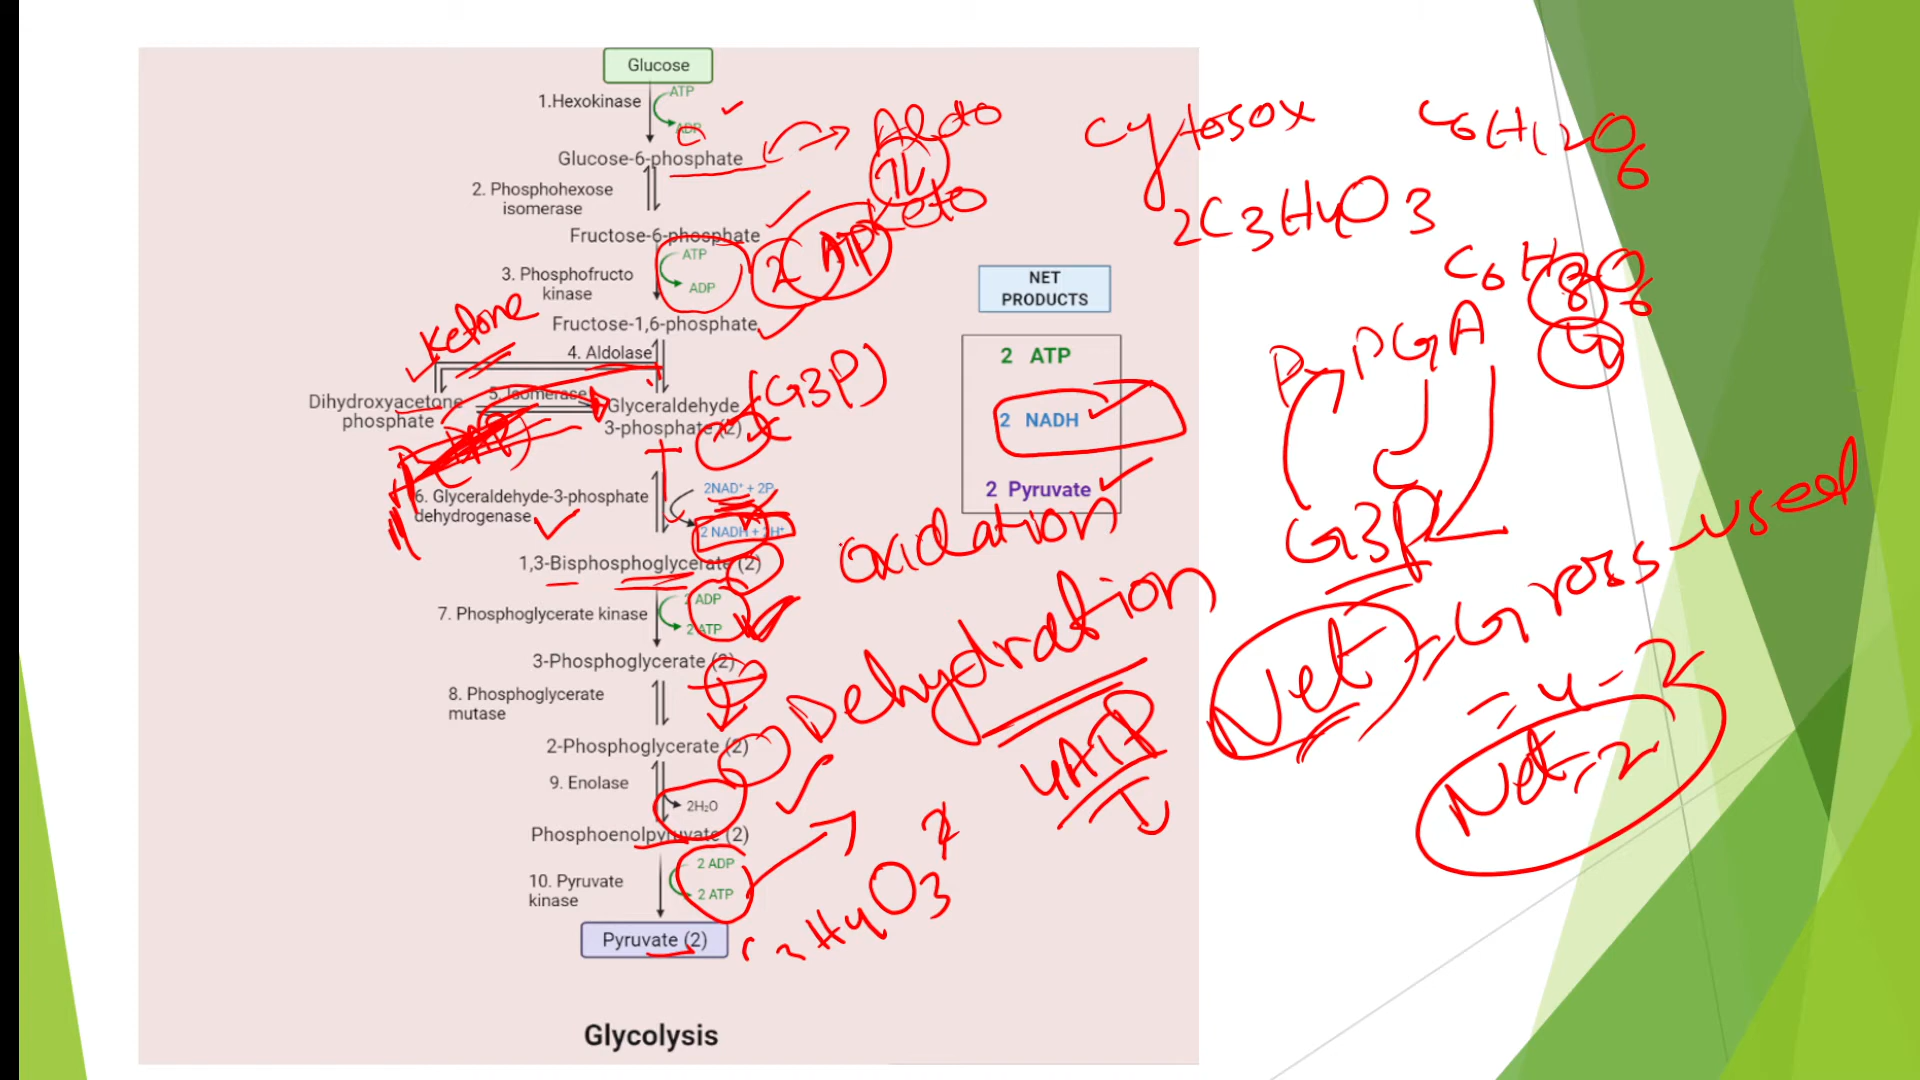 Glucose
1.Hexokinase
ATP
ADP
Glucose-6-phosphate
Aldo
2. Phosphohexose
isomerase
Keto
Fructose-6-phosphate
ATP
3. Phosphofructo
kinase
ADP
2 ATP
Fructose-1,6-phosphate
Ketone
4. Aldolase
5. Isomerase
Dihydroxyacetone
phosphate
Glyceraldehyde
3-phosphate (2)
(G3P)
2NAD⁺ + 2P
6. Glyceraldehyde-3-phosphate
dehydrogenase
2 NADH + 2H⁺
oxidation
1,3-Bisphosphoglycerate (2)
2 ADP
7. Phosphoglycerate kinase
2 ATP
3-Phosphoglycerate (2)
8. Phosphoglycerate
mutase
Dehydration
2-Phosphoglycerate (2)
4ATP
9. Enolase
2H₂O
Phosphoenolpyruvate (2)
2 ADP
10. Pyruvate
kinase
2 ATP
Pyruvate (2)
C3H4O3
Glycolysis
NET
PRODUCTS
2 ATP
2 NADH
2 Pyruvate
Cytosox
C6H12O6
2C3H4O3
C6H8O6
4
PGA
G3P
Net = Gross - used
= 4 - 2
Net = 2